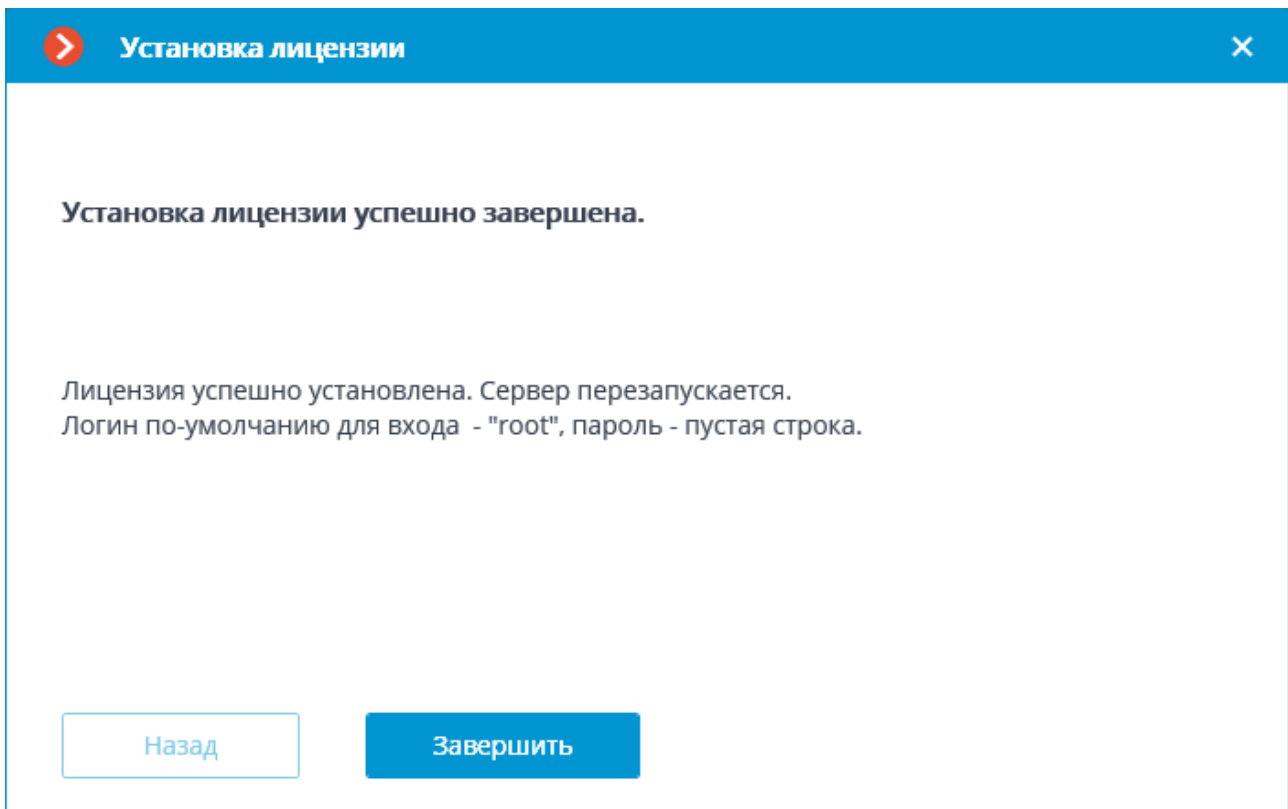 Установка лицензии
Установка лицензии успешно завершена.
Лицензия успешно установлена. Сервер перезапускается.
Логин по-умолчанию для входа  - "root", пароль - пустая строка.
Назад
Завершить